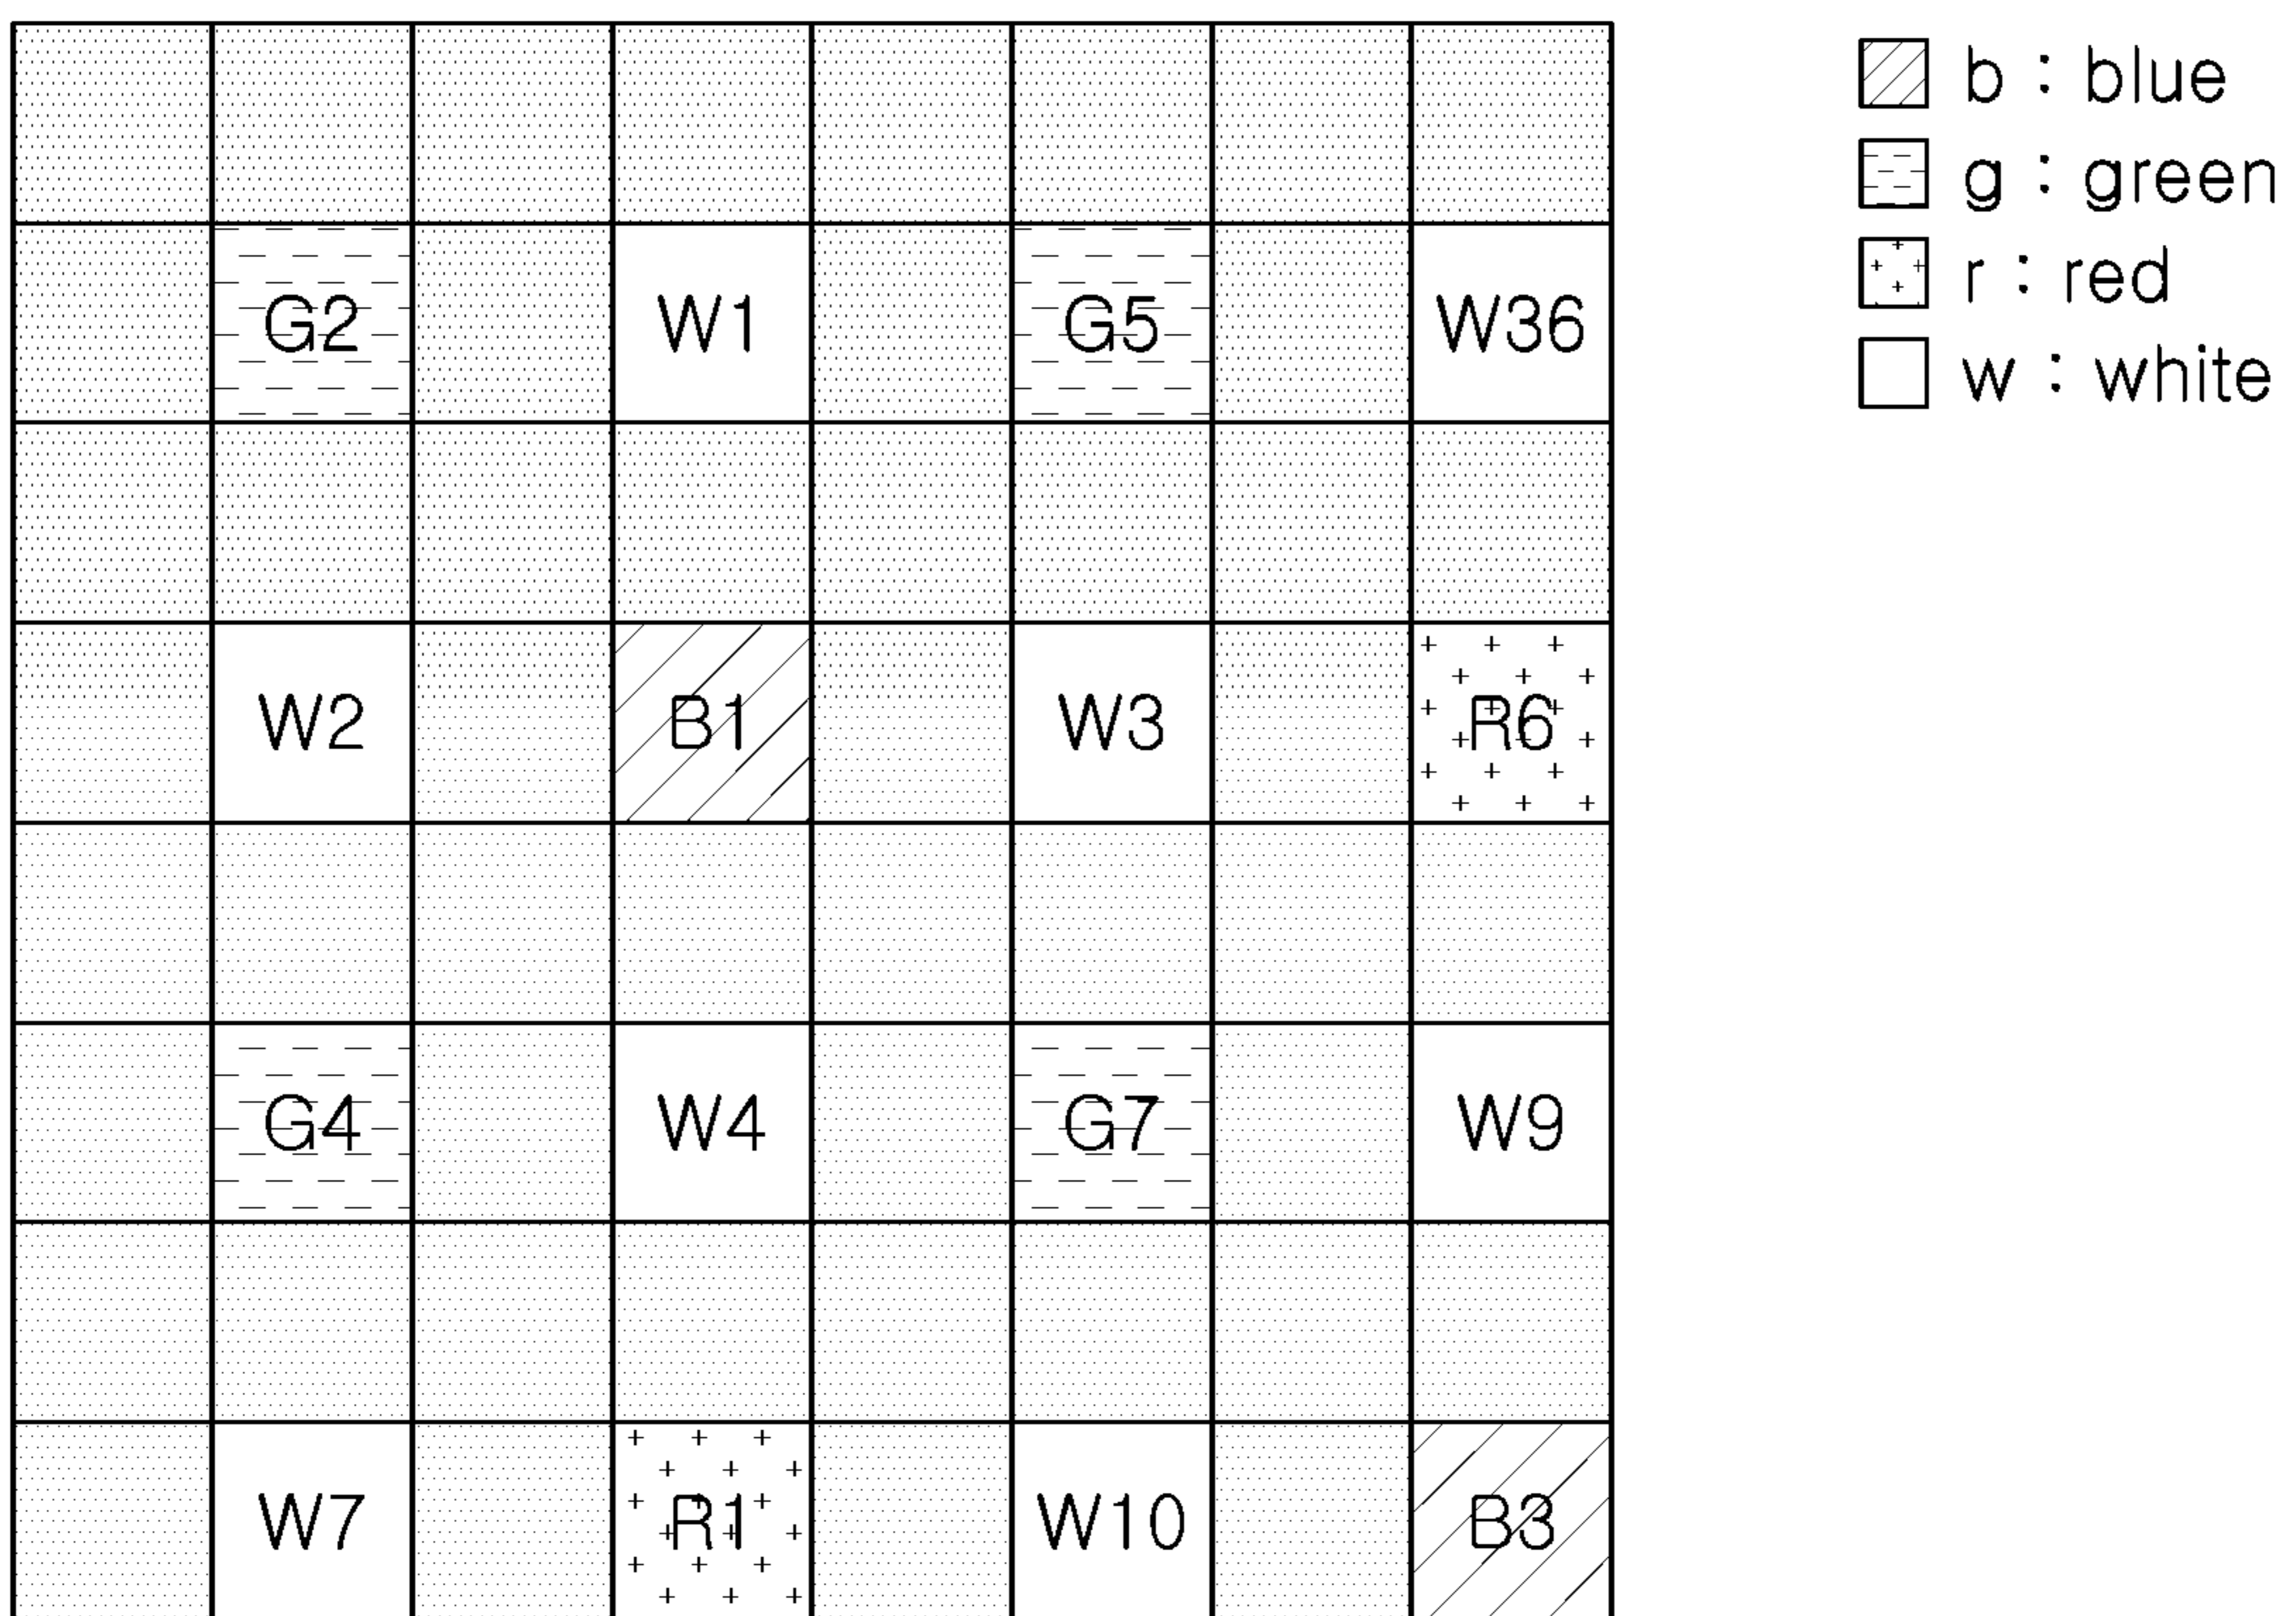 G2 W1 G5 W36
W2 B1 W3 R6
G4 W4 G7 W9
W7 R1 W10 B3
b : blue
g : green
r : red
w : white